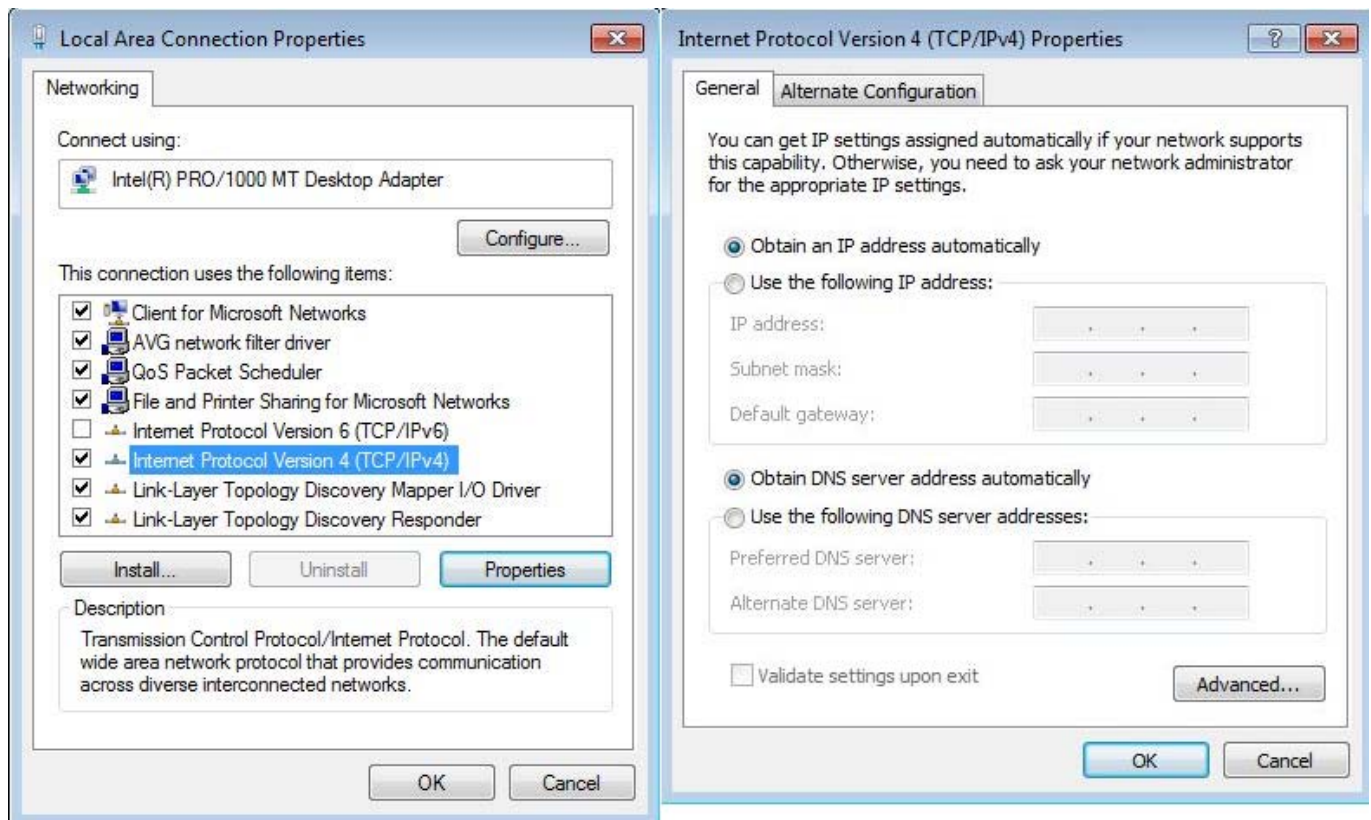 Local Area Connection Properties
Networking
Connect using:
Intel(R) PRO/1000 MT Desktop Adapter
Configure...
This connection uses the following items:
Client for Microsoft Networks
AVG network filter driver
QoS Packet Scheduler
File and Printer Sharing for Microsoft Networks
Internet Protocol Version 6 (TCP/IPv6)
Internet Protocol Version 4 (TCP/IPv4)
Link-Layer Topology Discovery Mapper I/O Driver
Link-Layer Topology Discovery Responder
Install... Uninstall Properties
Description
Transmission Control Protocol/Internet Protocol. The default
wide area network protocol that provides communication
across diverse interconnected networks.
OK Cancel
Internet Protocol Version 4 (TCP/IPv4) Properties
General Alternate Configuration
You can get IP settings assigned automatically if your network supports
this capability. Otherwise, you need to ask your network administrator
for the appropriate IP settings.
Obtain an IP address automatically
Use the following IP address:
IP address:
Subnet mask:
Default gateway:
Obtain DNS server address automatically
Use the following DNS server addresses:
Preferred DNS server:
Alternate DNS server:
Validate settings upon exit
Advanced...
OK Cancel